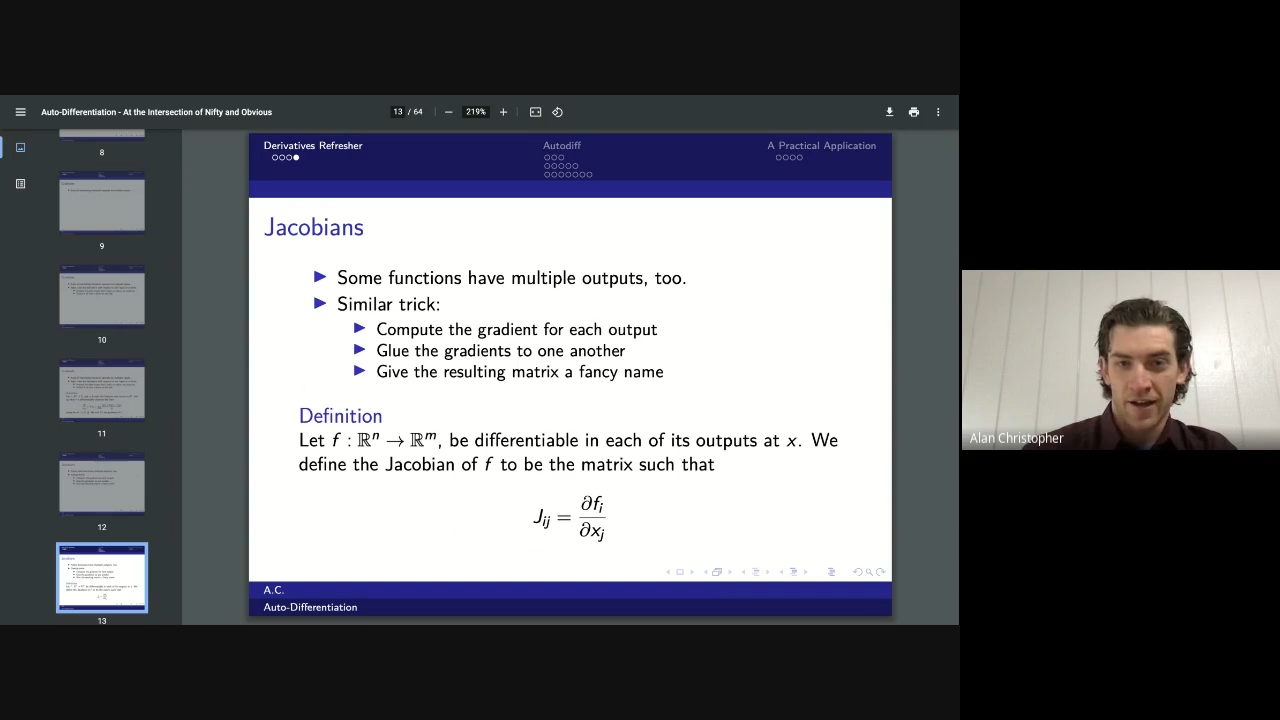 Auto-Differentiation - At the Intersection of Nifty and Obvious
13 / 64
219%
8
9
10
11
12
13
Derivatives Refresher
Autodiff
A Practical Application
Jacobians
Some functions have multiple outputs, too.
Similar trick:
Compute the gradient for each output
Glue the gradients to one another
Give the resulting matrix a fancy name
Definition
Let f : ℝⁿ → ℝᵐ, be differentiable in each of its outputs at x. We
define the Jacobian of f to be the matrix such that
Jᵢⱼ = ∂fᵢ / ∂xⱼ
A.C.
Auto-Differentiation
Alan Christopher